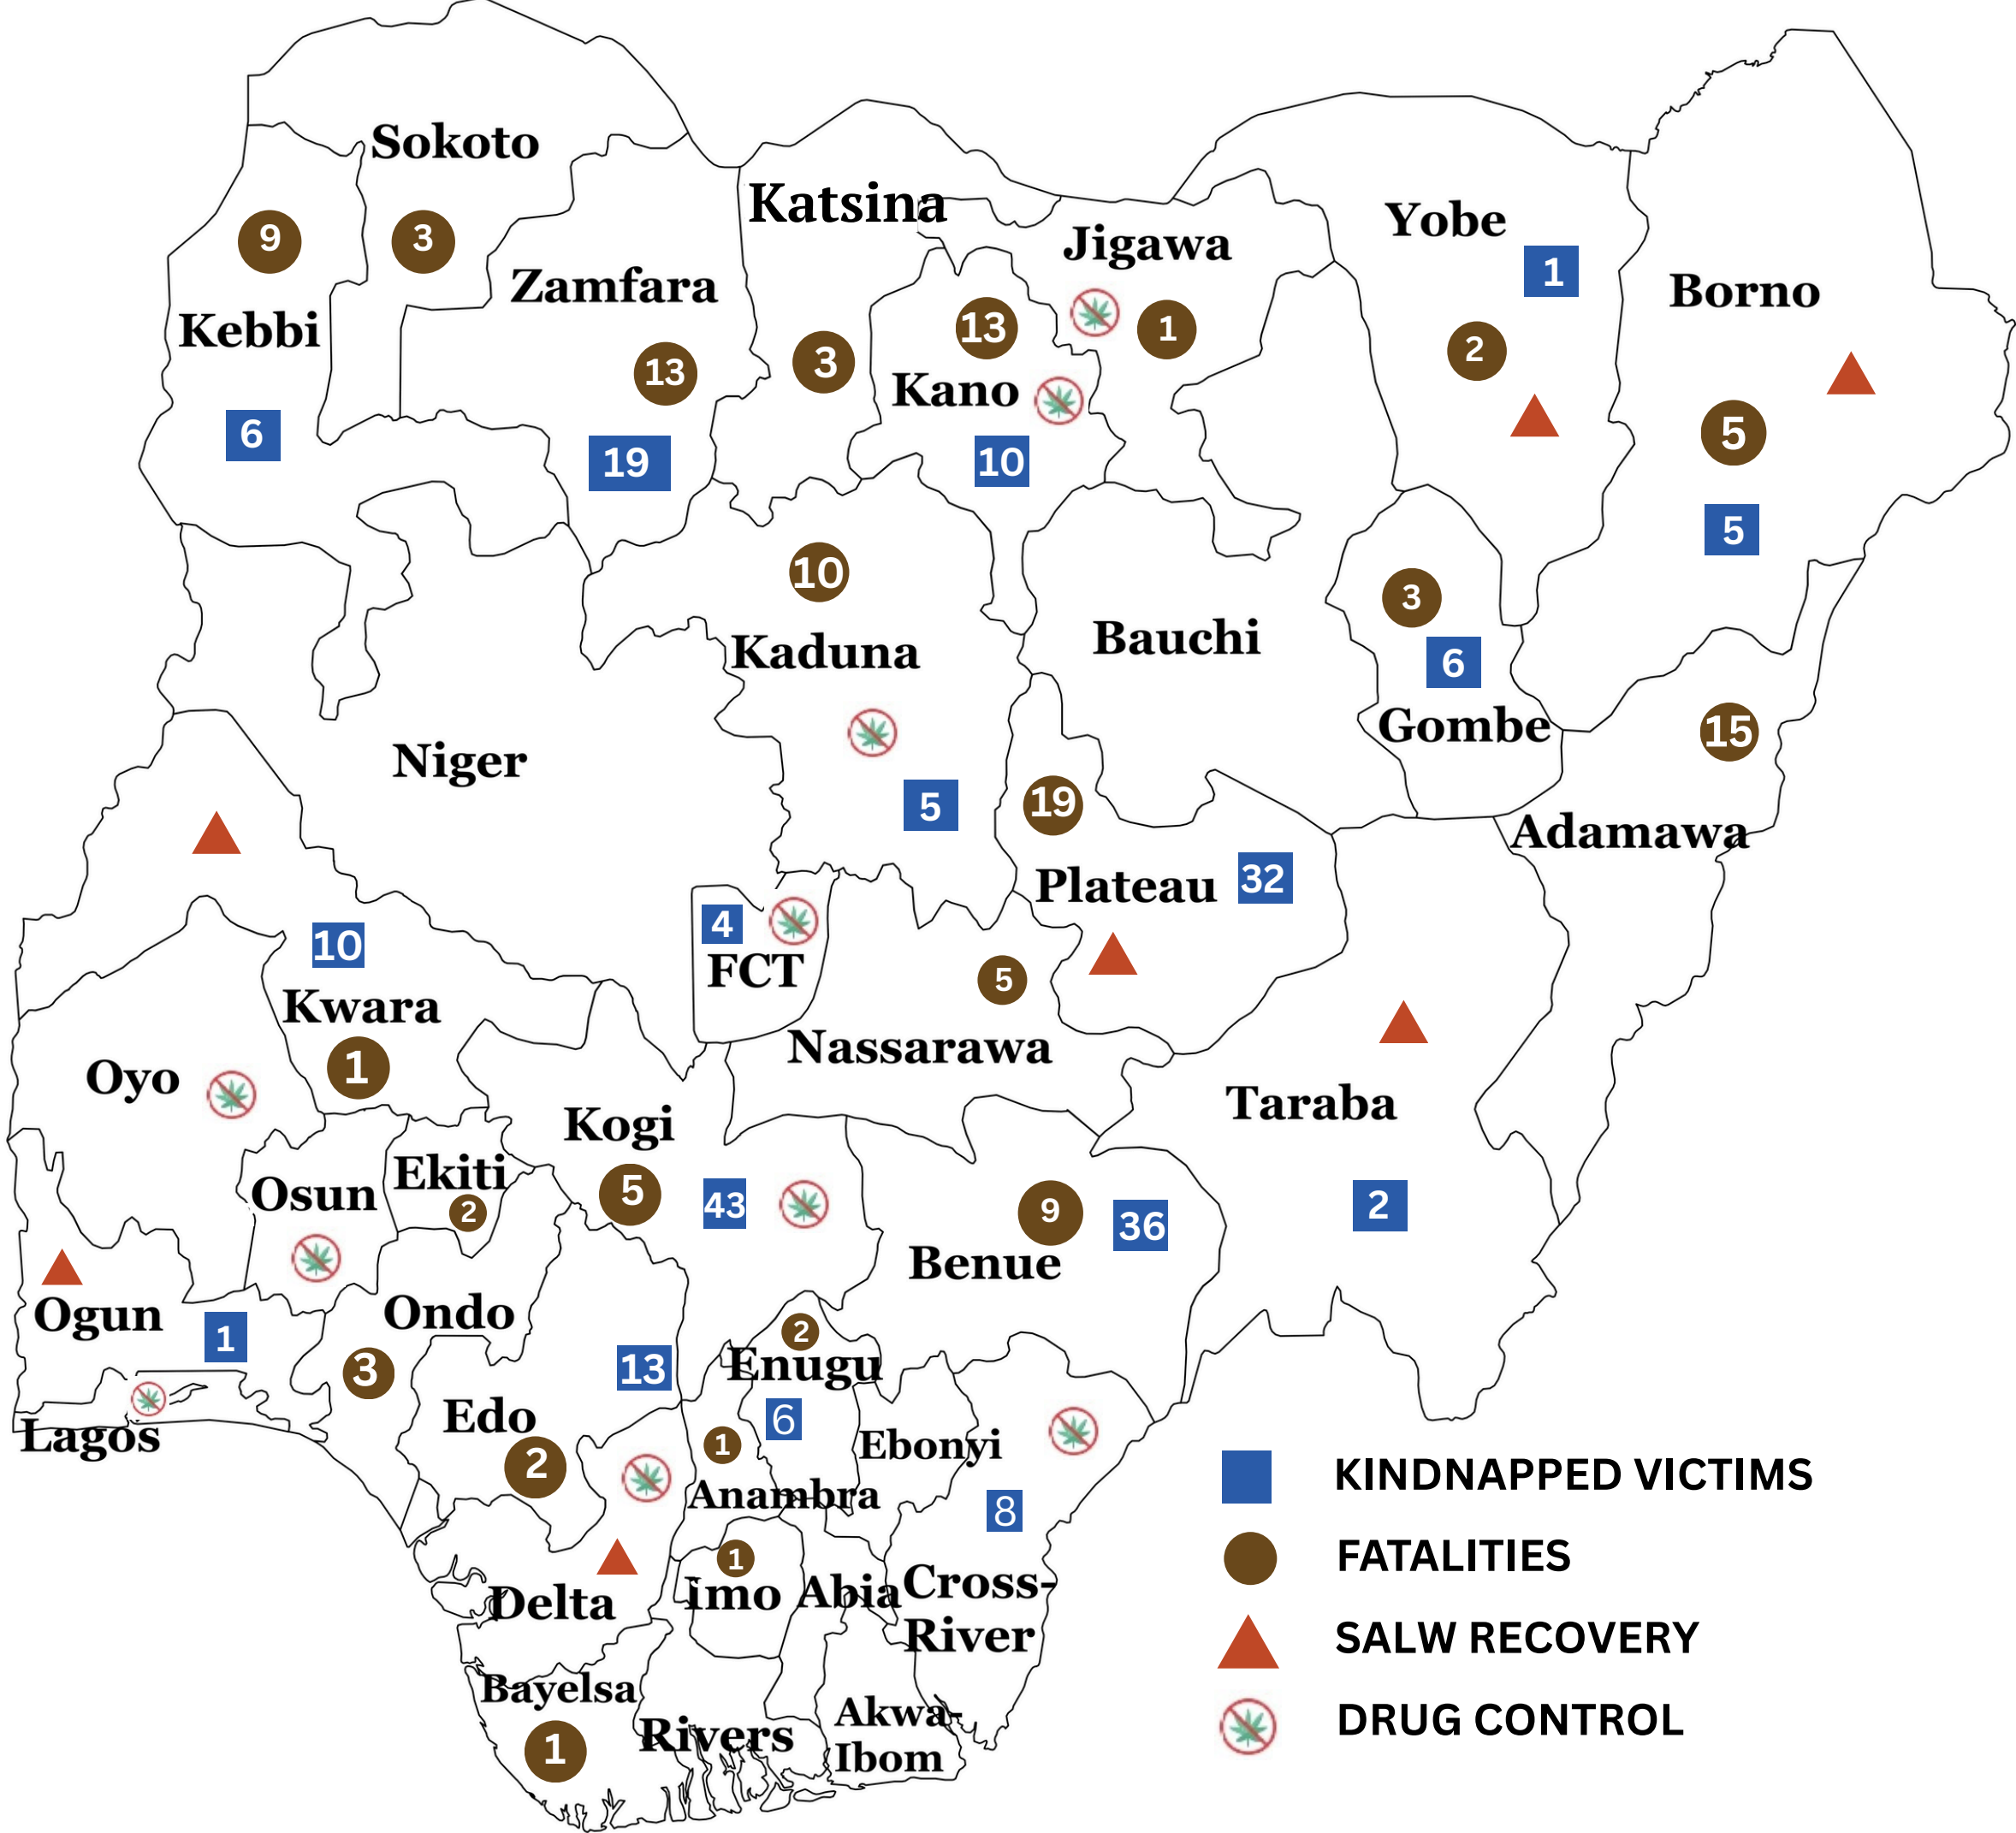 Sokoto
9
3
Katsina
Yobe
Jigawa
1
Zamfara
Borno
Kebbi
13
1
2
13
3
Kano
6
5
19
10
5
10
3
Kaduna
Bauchi
6
Gombe
15
Niger
5
19
Adamawa
Plateau
32
4
10
FCT
5
Kwara
Nassarawa
1
Oyo
Taraba
Kogi
Ekiti
Osun
5
43
2
9
36
2
Benue
Ogun
Ondo
1
2
Enugu
13
3
6
Edo
Lagos
1
Ebonyi
2
Anambra
8
1
Imo
Abia
Cross-
River
Delta
Bayelsa
Rivers
Akwa-
Ibom
1
KINDNAPPED VICTIMS
FATALITIES
SALW RECOVERY
DRUG CONTROL